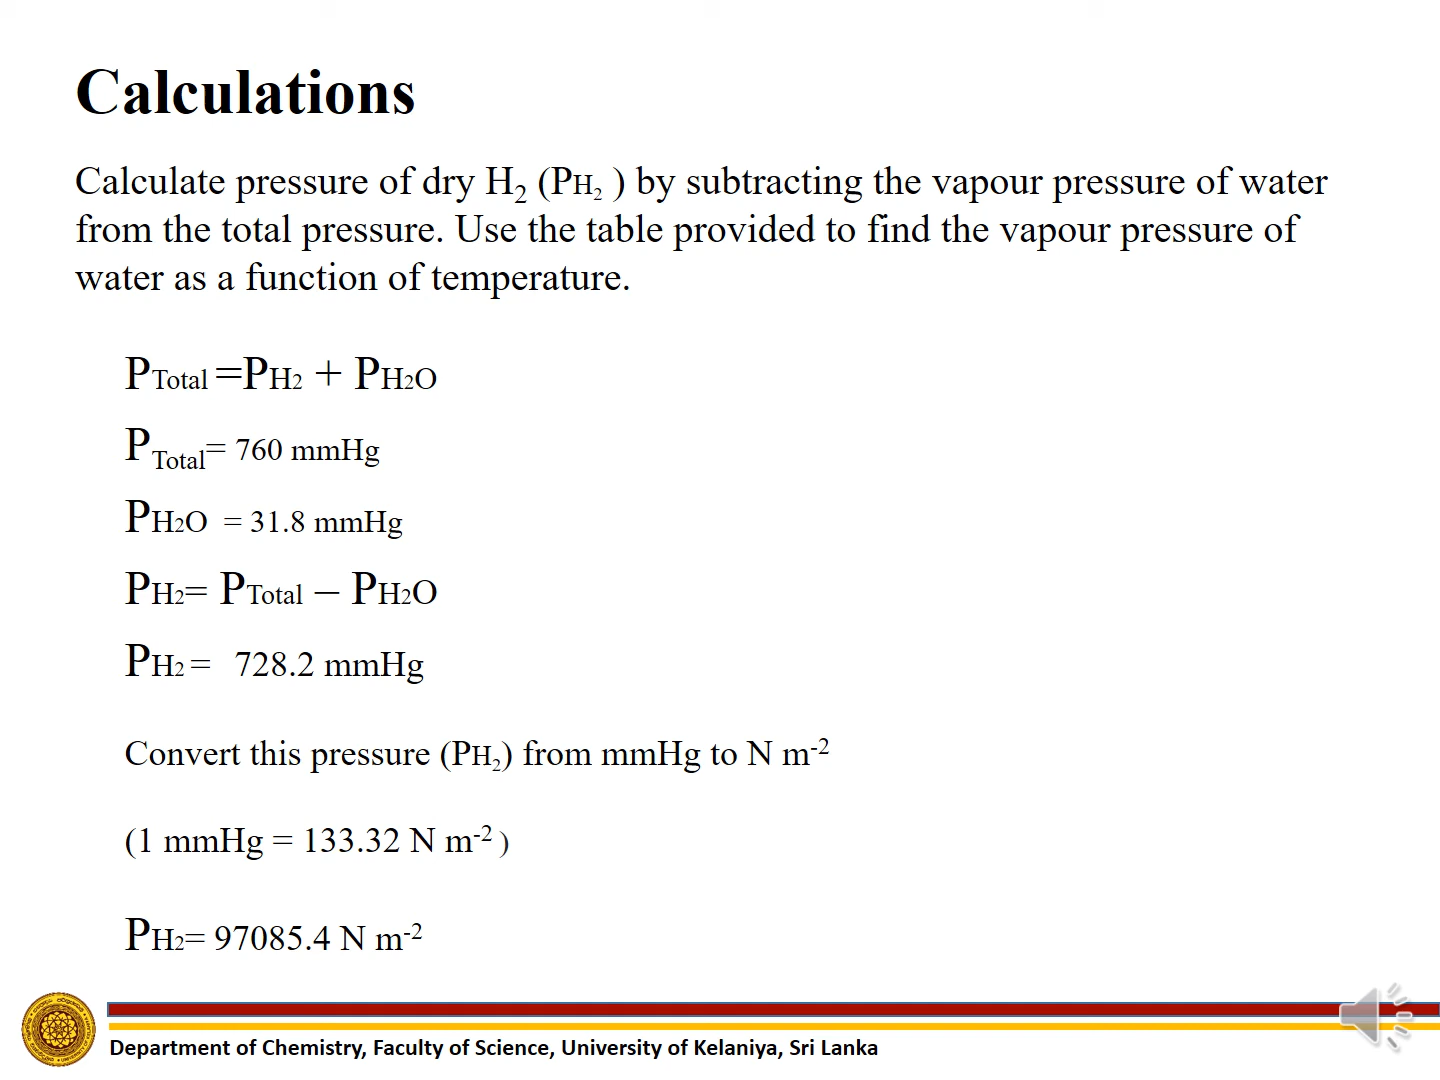 Calculations
Calculate pressure of dry H₂ (PH₂ ) by subtracting the vapour pressure of water
from the total pressure. Use the table provided to find the vapour pressure of
water as a function of temperature.
PTotal =PH2 + PH2O
PTotal= 760 mmHg
PH2O = 31.8 mmHg
PH2= PTotal – PH2O
PH2 = 728.2 mmHg
Convert this pressure (PH₂) from mmHg to N m⁻²
(1 mmHg = 133.32 N m⁻² )
PH2= 97085.4 N m⁻²
Department of Chemistry, Faculty of Science, University of Kelaniya, Sri Lanka